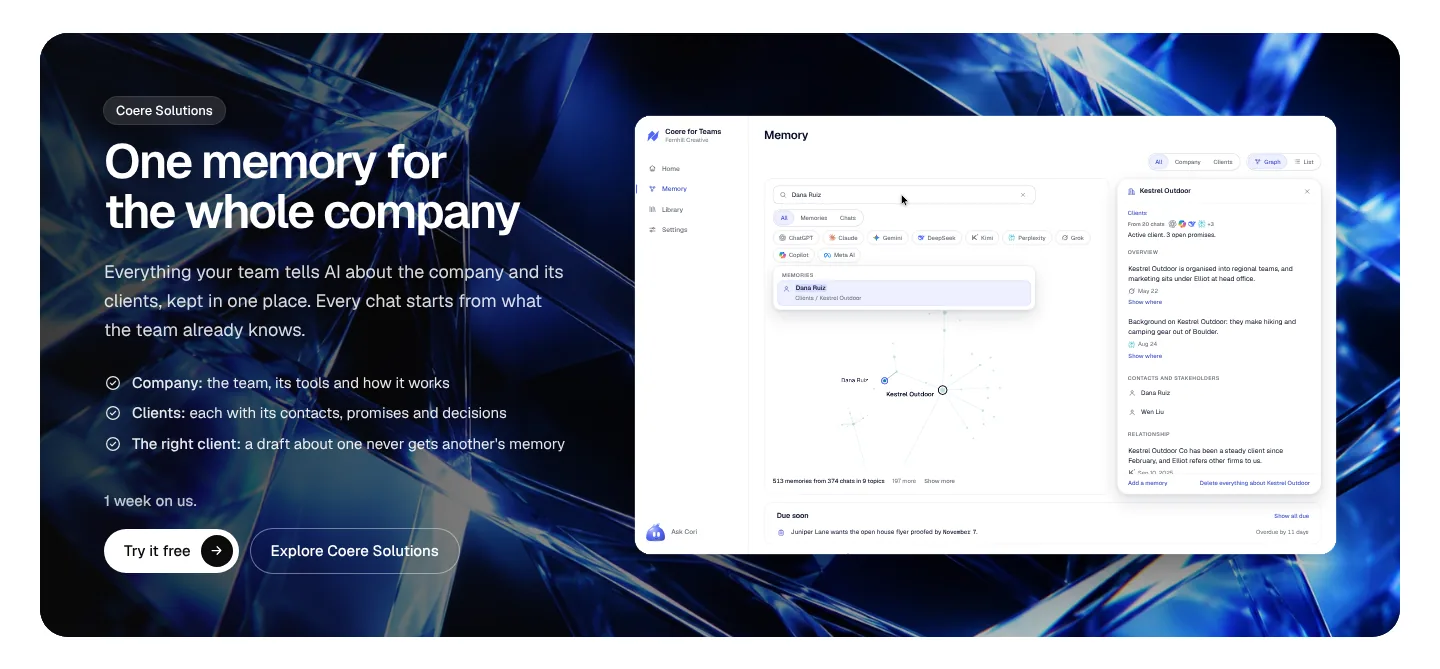 Coere Solutions
One memory for
the whole company
Everything your team tells AI about the company and its
clients, kept in one place. Every chat starts from what
the team already knows.
Company: the team, its tools and how it works
Clients: each with its contacts, promises and decisions
The right client: a draft about one never gets another's memory
1 week on us.
Try it free
Explore Coere Solutions
Coere for Teams
Fernhill Creative
Home
Memory
Library
Settings
Ask Cori
Memory
All Company Clients
Graph List
Dana Ruiz
All Memories Chats
ChatGPT Claude Gemini DeepSeek Kimi Perplexity Grok
Copilot Meta AI
MEMORIES
Dana Ruiz
Clients / Kestrel Outdoor
Dana Ruiz
Kestrel Outdoor
513 memories from 374 chats in 9 topics 197 more Show more
Kestrel Outdoor
Clients
From 20 chats +3
Active client. 3 open promises.
OVERVIEW
Kestrel Outdoor is organised into regional teams, and
marketing sits under Elliot at head office.
May 22
Show where
Background on Kestrel Outdoor: they make hiking and
camping gear out of Boulder.
Aug 24
Show where
CONTACTS AND STAKEHOLDERS
Dana Ruiz
Wen Liu
RELATIONSHIP
Kestrel Outdoor Co has been a steady client since
February, and Elliot refers other firms to us.
Sep 10, 2025
Add a memory Delete everything about Kestrel Outdoor
Due soon
Show all due
Juniper Lane wants the open house flyer proofed by November 7.
Overdue by 11 days